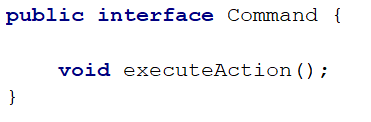 public interface Command {
    void executeAction();
}